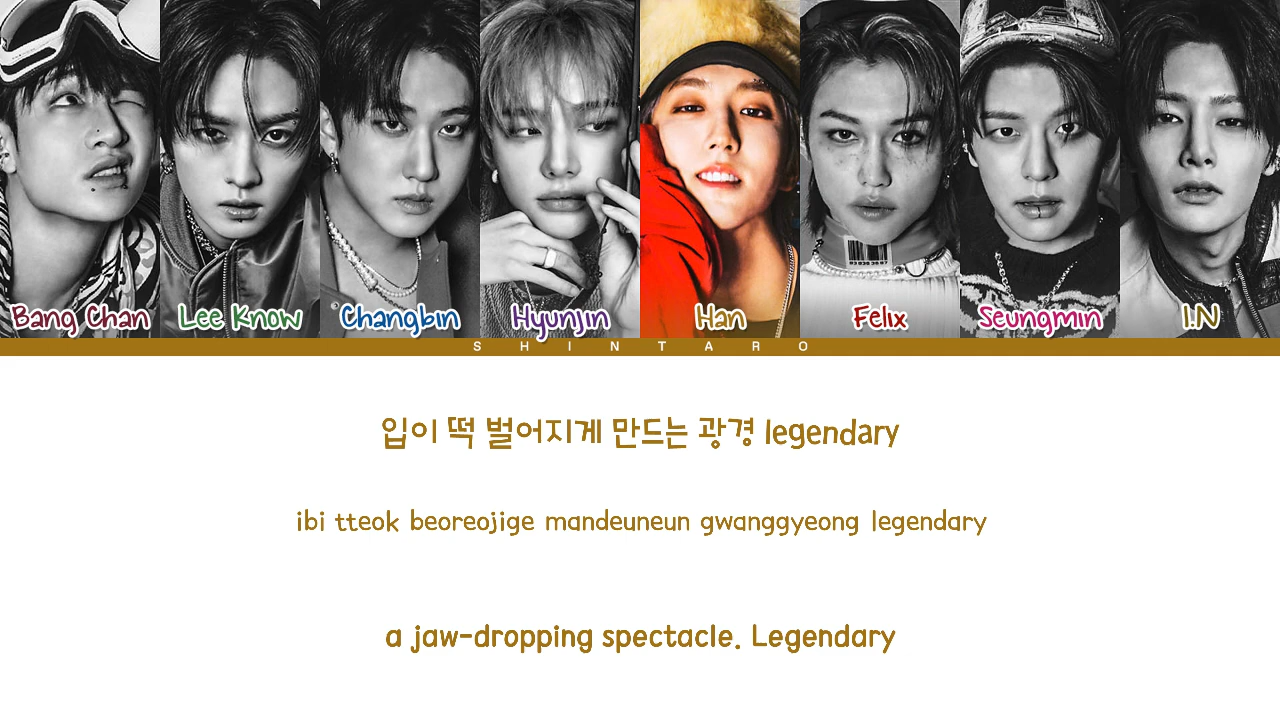 Bang Chan
Lee Know
Changbin
Hyunjin
Han
Felix
Seungmin
I.N
SHINTARO
입이 떡 벌어지게 만드는 광경 legendary
ibi tteok beoreojige mandeuneun gwanggyeong legendary
a jaw-dropping spectacle. Legendary